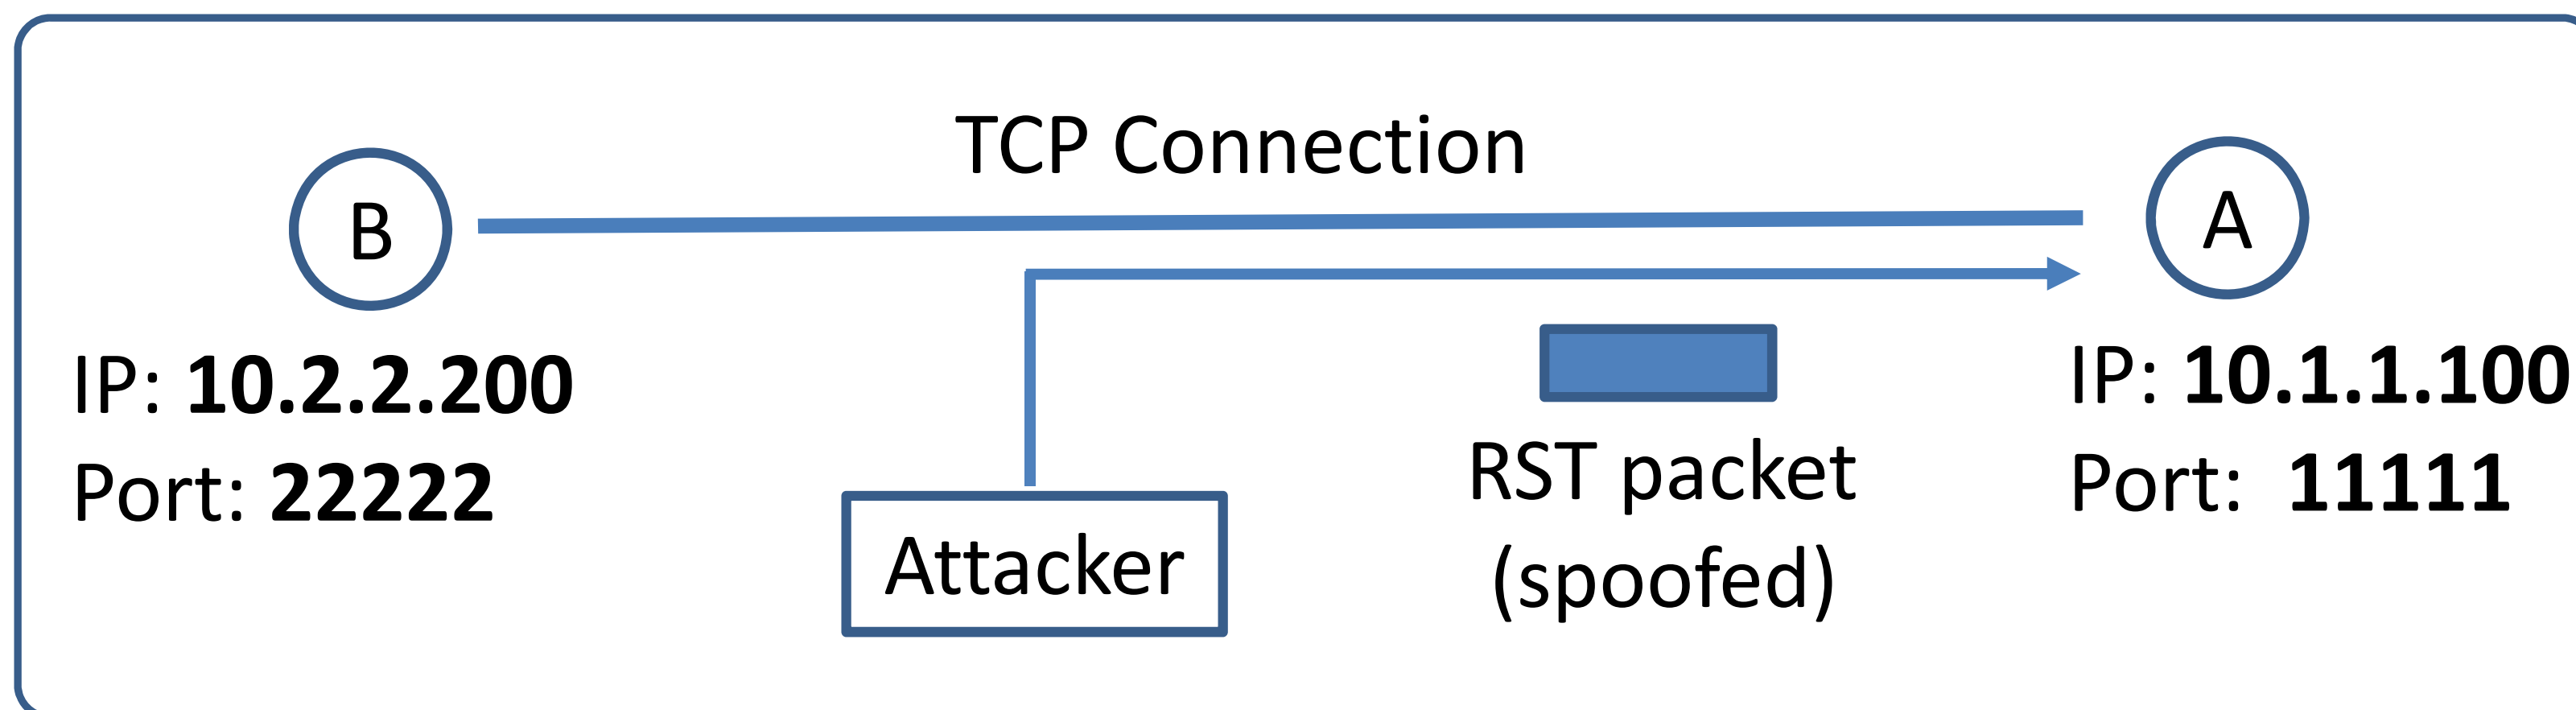 TCP Connection
B
A
IP: 10.2.2.200
Port: 22222
Attacker
RST packet
(spoofed)
IP: 10.1.1.100
Port: 11111